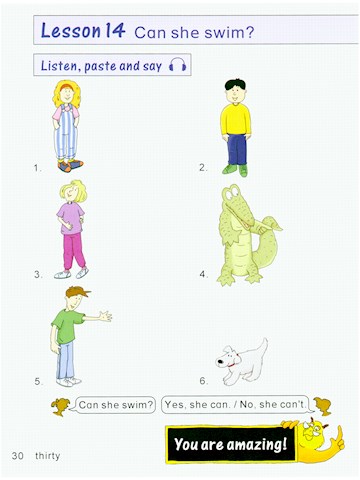 Lesson 14 Can she swim?
Listen, paste and say
1. 2.
3. 4.
5. 6.
Can she swim? Yes, she can. / No, she can't.
You are amazing!
30 thirty